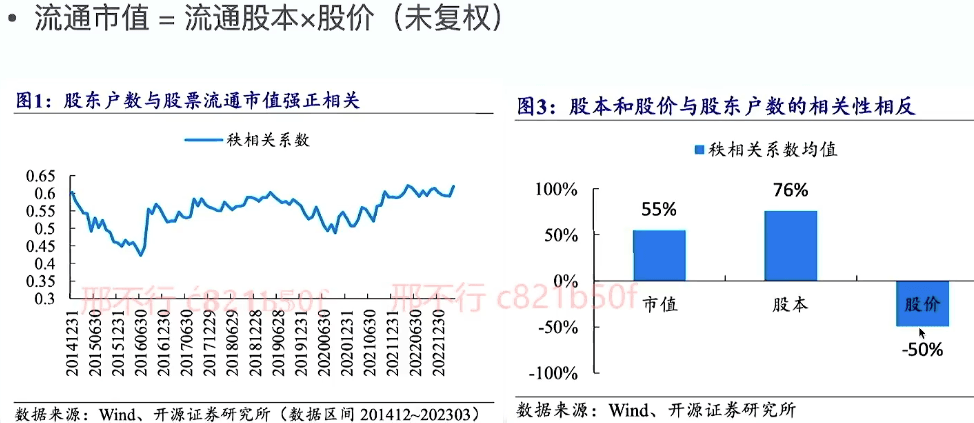 • 流通市值 = 流通股本×股价（未复权）
图1：股东户数与股票流通市值强正相关
秩相关系数
0.65
0.6
0.55
0.5
0.45
0.4
0.35
0.3
20141231
20150630
20151231
20160630
20161230
20170630
20171229
20180629
20181228
20190628
20191231
20200630
20201231
20210630
20211231
20220630
20221230
邢不行 c821b50f
数据来源：Wind、开源证券研究所（数据区间 201412~202303）
图3：股本和股价与股东户数的相关性相反
秩相关系数均值
100%
50%
0%
-50%
-100%
55%
76%
-50%
市值
股本
股价
邢不行 c821b50f
数据来源：Wind、开源证券研究所